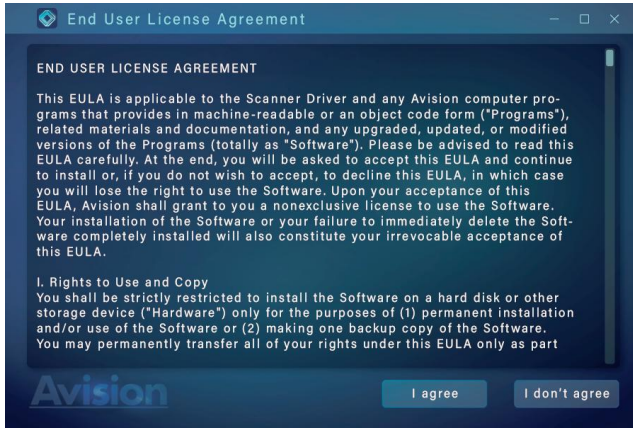 End User License Agreement
END USER LICENSE AGREEMENT
This EULA is applicable to the Scanner Driver and any Avision computer pro-
grams that provides in machine-readable or an object code form ("Programs"),
related materials and documentation, and any upgraded, updated, or modified
versions of the Programs (totally as "Software"). Please be advised to read this
EULA carefully. At the end, you will be asked to accept this EULA and continue
to install or, if you do not wish to accept, to decline this EULA, in which case
you will lose the right to use the Software. Upon your acceptance of this
EULA, Avision shall grant to you a nonexclusive license to use the Software.
Your installation of the Software or your failure to immediately delete the Soft-
ware completely installed will also constitute your irrevocable acceptance of
this EULA.
I. Rights to Use and Copy
You shall be strictly restricted to install the Software on a hard disk or other
storage device ("Hardware") only for the purposes of (1) permanent installation
and/or use of the Software or (2) making one backup copy of the Software.
You may permanently transfer all of your rights under this EULA only as part
Avision
I agree
I don't agree